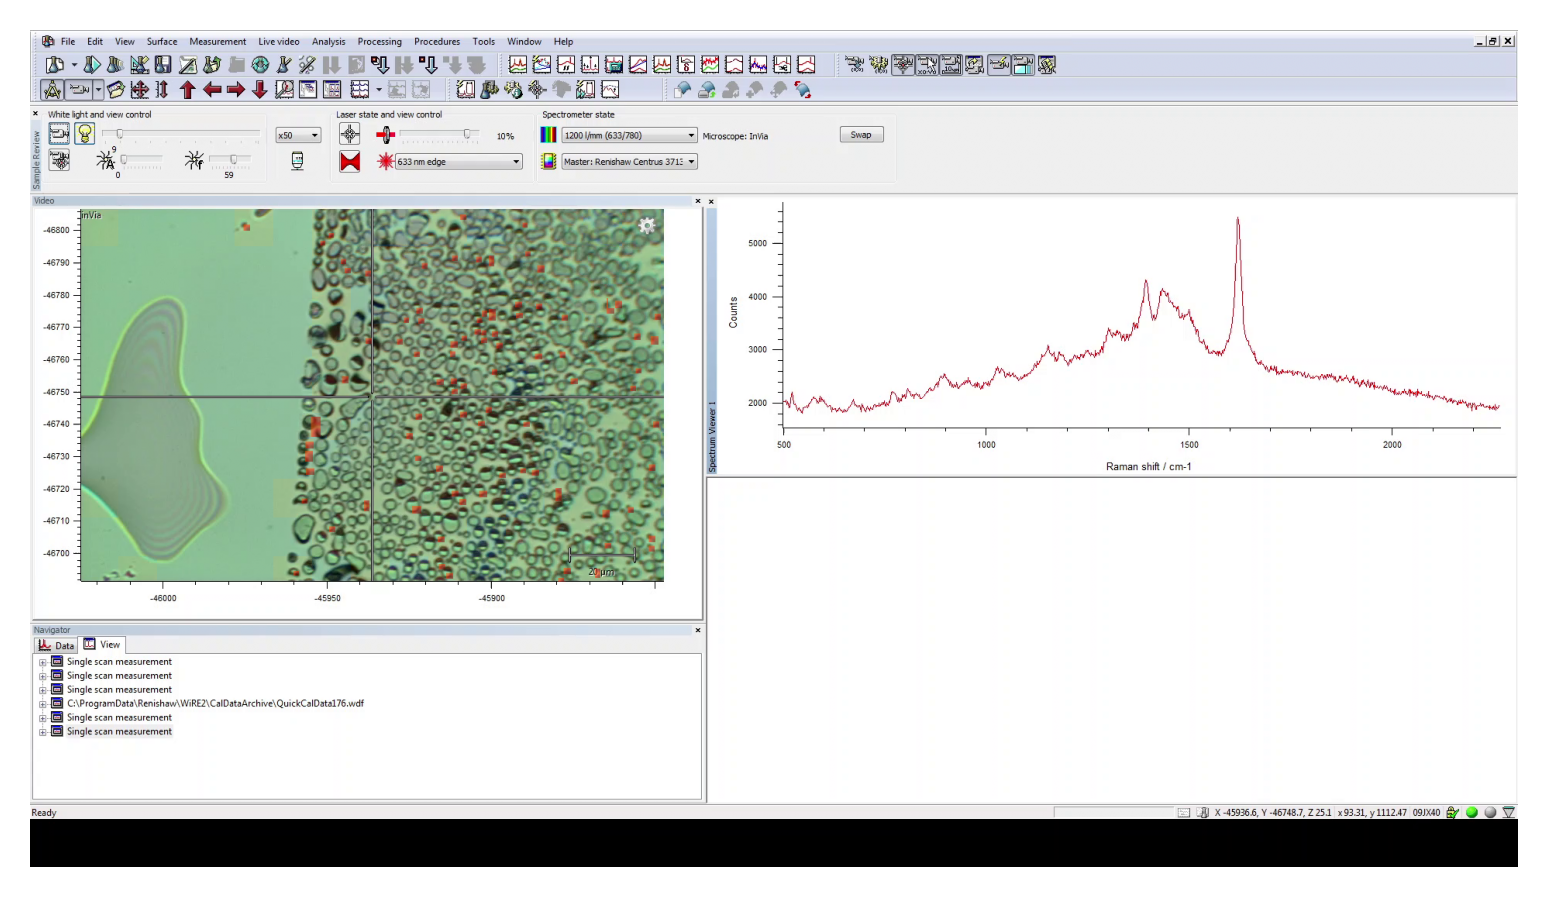 File Edit View Surface Measurement Live video Analysis Processing Procedures Tools Window Help
White light and view control
Laser state and view control
Spectrometer state
x50
10%
1200 l/mm (633/780)
Microscope: InVia
Swap
9
0
59
633 nm edge
Master: Renishaw Centrus 3713
Sample Review
Video
inVia
-46800
-46790
-46780
-46770
-46760
-46750
-46740
-46730
-46720
-46710
-46700
20 µm
-46000
-45950
-45900
Spectrum Viewer 1
Counts
5000
4000
3000
2000
500
1000
1500
2000
Raman shift / cm-1
Navigator
Data View
Single scan measurement
Single scan measurement
Single scan measurement
C:\ProgramData\Renishaw\WiRE2\CalDataArchive\QuickCalData176.wdf
Single scan measurement
Single scan measurement
Ready
X -45936.6, Y -46748.7, Z 25.1 x 93.31, y 1112.47 09JX40